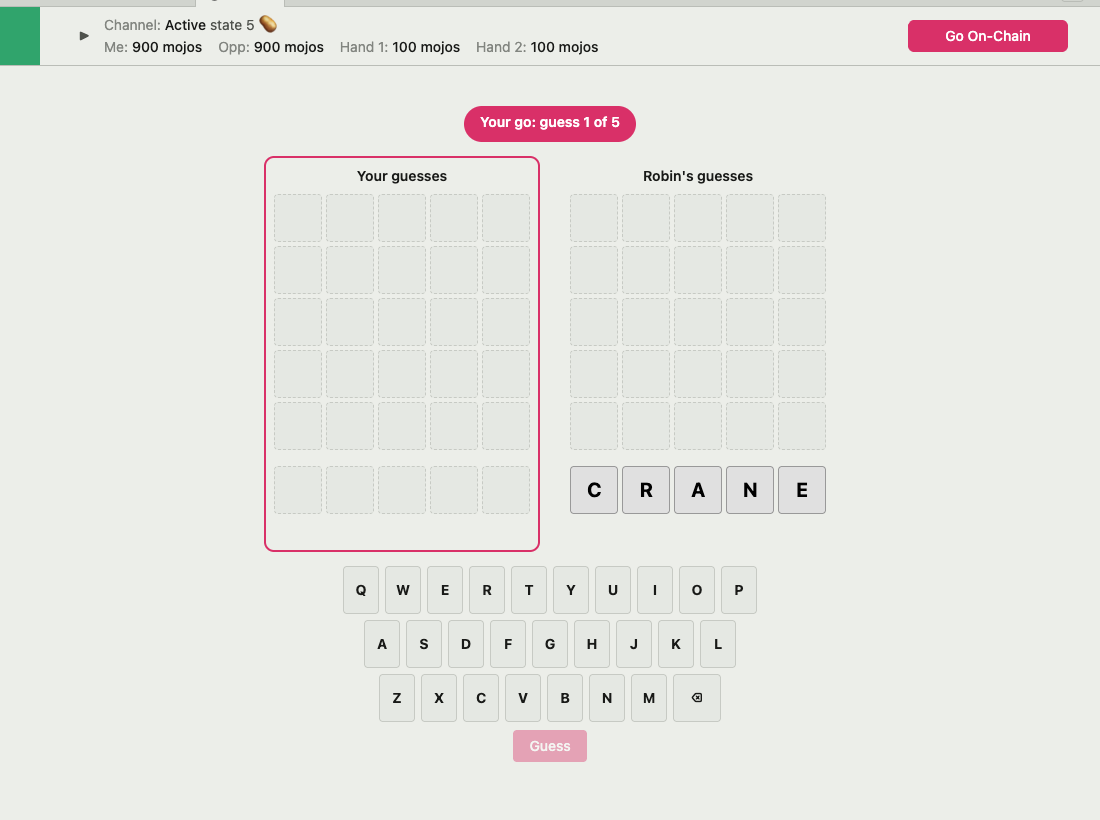 Channel: Active state 5 🥔
Me: 900 mojos Opp: 900 mojos Hand 1: 100 mojos Hand 2: 100 mojos
Go On-Chain
Your go: guess 1 of 5
Your guesses
Robin's guesses
C R A N E
Q W E R T Y U I O P
A S D F G H J K L
Z X C V B N M
Guess